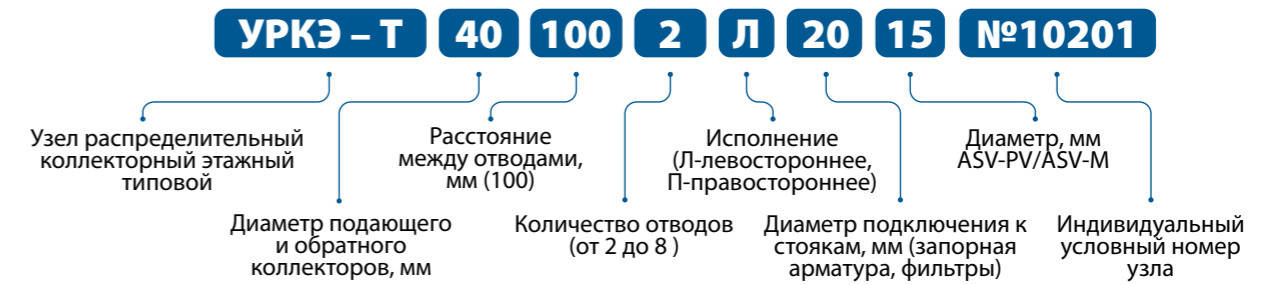 УРКЭ – Т 40 100 2 Л 20 15 №10201
Узел распределительный
коллекторный этажный
типовой
Диаметр подающего
и обратного
коллекторов, мм
Расстояние
между отводами,
мм (100)
Количество отводов
(от 2 до 8 )
Исполнение
(Л-левостороннее,
П-правостороннее)
Диаметр подключения к
стоякам, мм (запорная
арматура, фильтры)
Диаметр, мм
ASV-PV/ASV-M
Индивидуальный
условный номер
узла